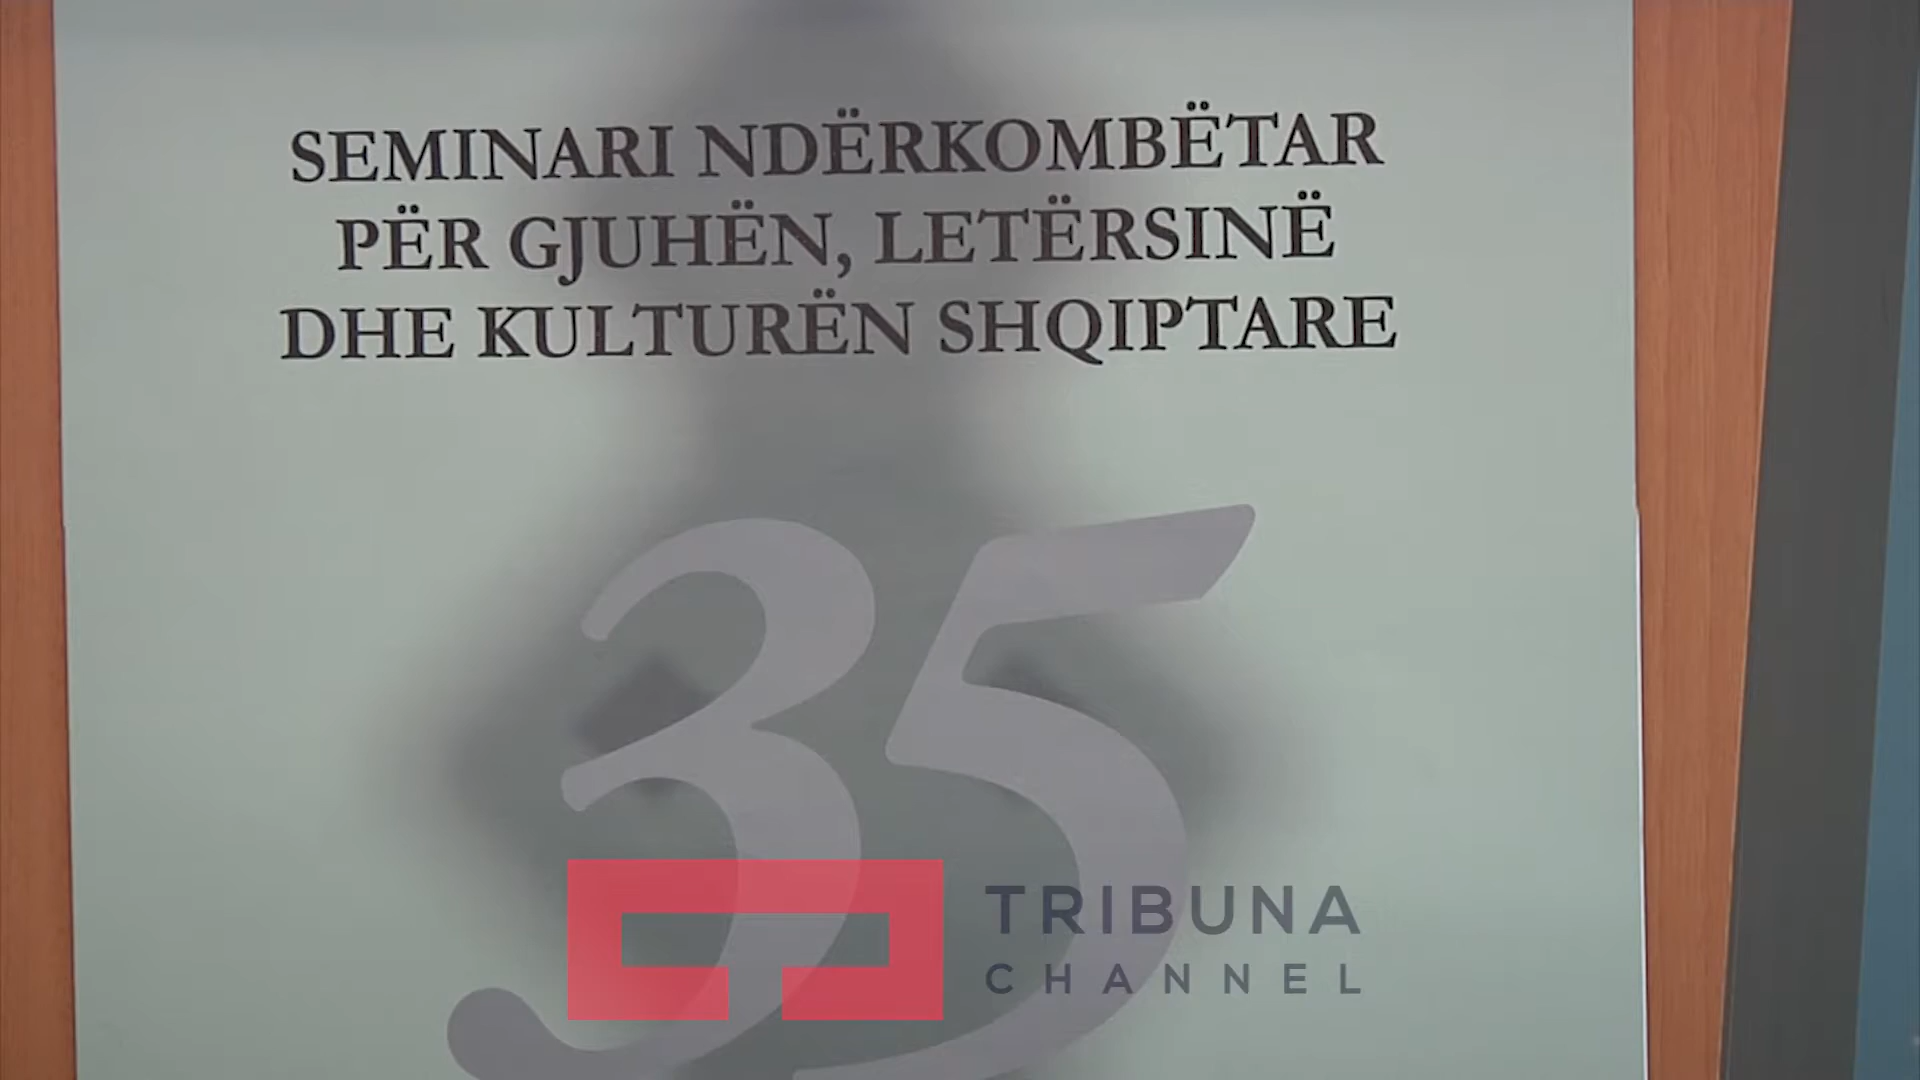 SEMINARI NDËRKOMBËTAR
PËR GJUHËN, LETËRSINË
DHE KULTURËN SHQIPTARE
35
TRIBUNA
CHANNEL